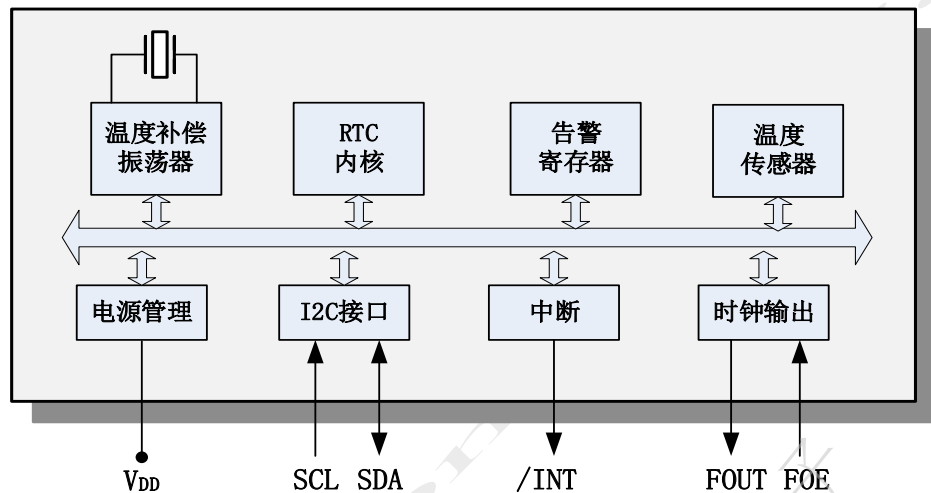 温度补偿
振荡器
RTC
内核
告警
寄存器
温度
传感器
电源管理
I2C接口
中断
时钟输出
VDD
SCL SDA
/INT
FOUT FOE